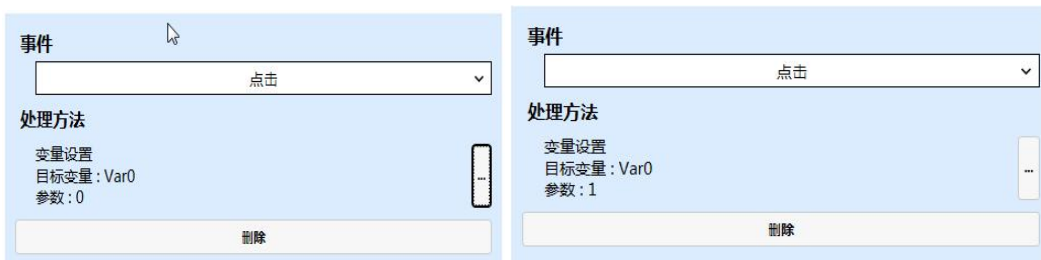 事件
点击
处理方法
变量设置
目标变量 : Var0
参数 : 0
...
删除
事件
点击
处理方法
变量设置
目标变量 : Var0
参数 : 1
...
删除